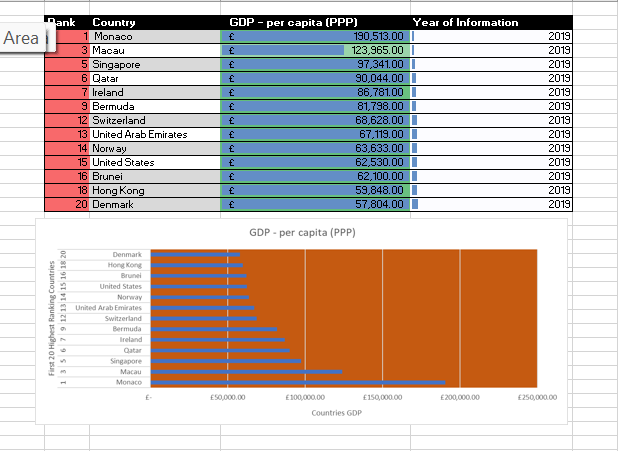 Rank Country GDP - per capita (PPP) Year of Information
Area
1 Monaco £ 190,513.00 2019
3 Macau £ 123,965.00 2019
5 Singapore £ 97,341.00 2019
6 Qatar £ 90,044.00 2019
7 Ireland £ 86,781.00 2019
9 Bermuda £ 81,798.00 2019
12 Switzerland £ 68,628.00 2019
13 United Arab Emirates £ 67,119.00 2019
14 Norway £ 63,633.00 2019
15 United States £ 62,530.00 2019
16 Brunei £ 62,100.00 2019
18 Hong Kong £ 59,848.00 2019
20 Denmark £ 57,804.00 2019
GDP - per capita (PPP)
First 20 Highest Ranking Countries
20 Denmark
18 Hong Kong
16 Brunei
15 United States
14 Norway
13 United Arab Emirates
12 Switzerland
9 Bermuda
7 Ireland
6 Qatar
5 Singapore
3 Macau
1 Monaco
£- £50,000.00 £100,000.00 £150,000.00 £200,000.00 £250,000.00
Countries GDP